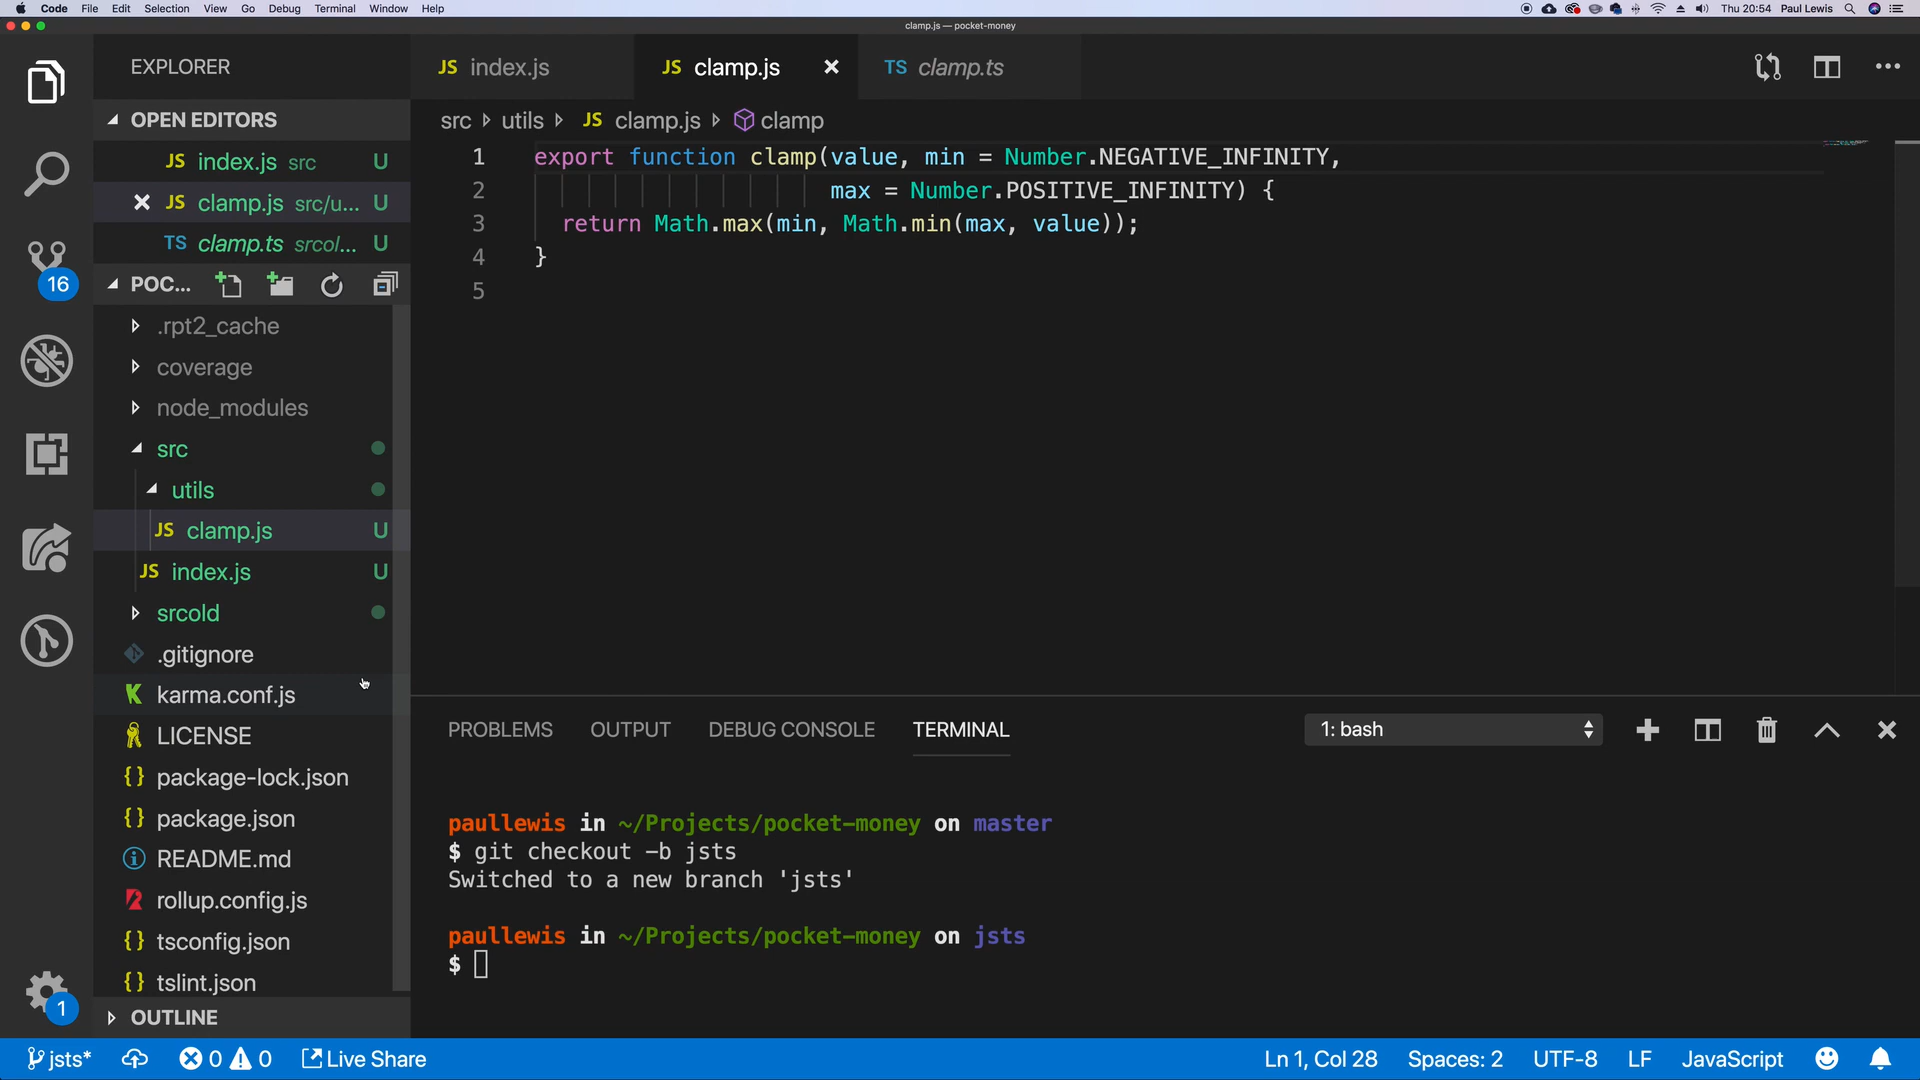 Code File Edit Selection View Go Debug Terminal Window Help Thu 20:54 Paul Lewis
clamp.js — pocket-money
EXPLORER
JS index.js
JS clamp.js
TS clamp.ts
OPEN EDITORS
JS index.js src U
JS clamp.js src/u... U
TS clamp.ts srcol... U
src utils JS clamp.js clamp
1 export function clamp(value, min = Number.NEGATIVE_INFINITY,
2 max = Number.POSITIVE_INFINITY) {
3 return Math.max(min, Math.min(max, value));
4 }
5
16
POC...
.rpt2_cache
coverage
node_modules
src
utils
JS clamp.js U
JS index.js U
srcold
.gitignore
karma.conf.js
LICENSE
{} package-lock.json
{} package.json
README.md
rollup.config.js
{} tsconfig.json
{} tslint.json
OUTLINE
1
PROBLEMS OUTPUT DEBUG CONSOLE TERMINAL 1: bash
paullewis in ~/Projects/pocket-money on master
$ git checkout -b jsts
Switched to a new branch 'jsts'
paullewis in ~/Projects/pocket-money on jsts
$
jsts* 0 0 Live Share Ln 1, Col 28 Spaces: 2 UTF-8 LF JavaScript